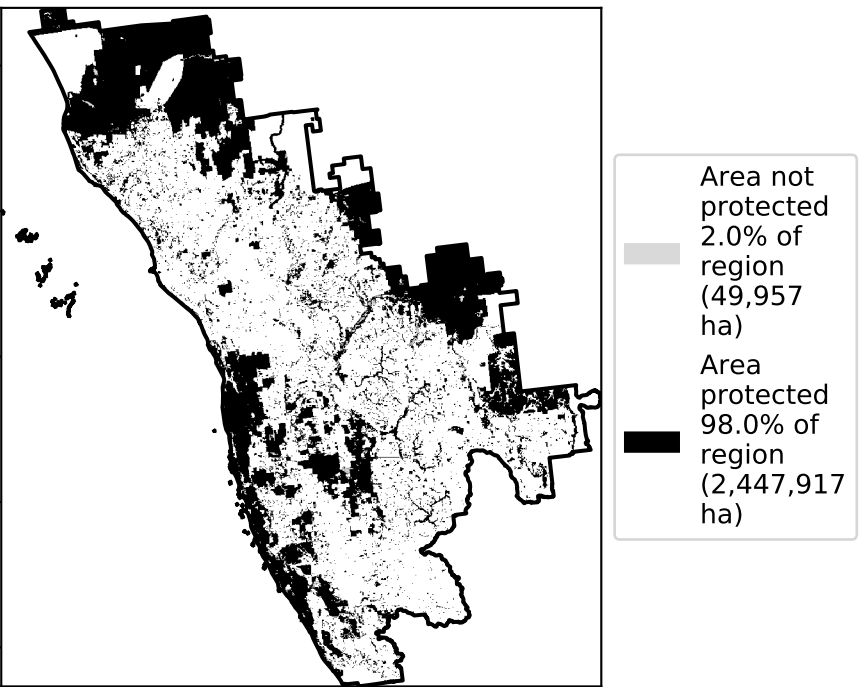 Area not
protected
2.0% of
region
(49,957
ha)
Area
protected
98.0% of
region
(2,447,917
ha)